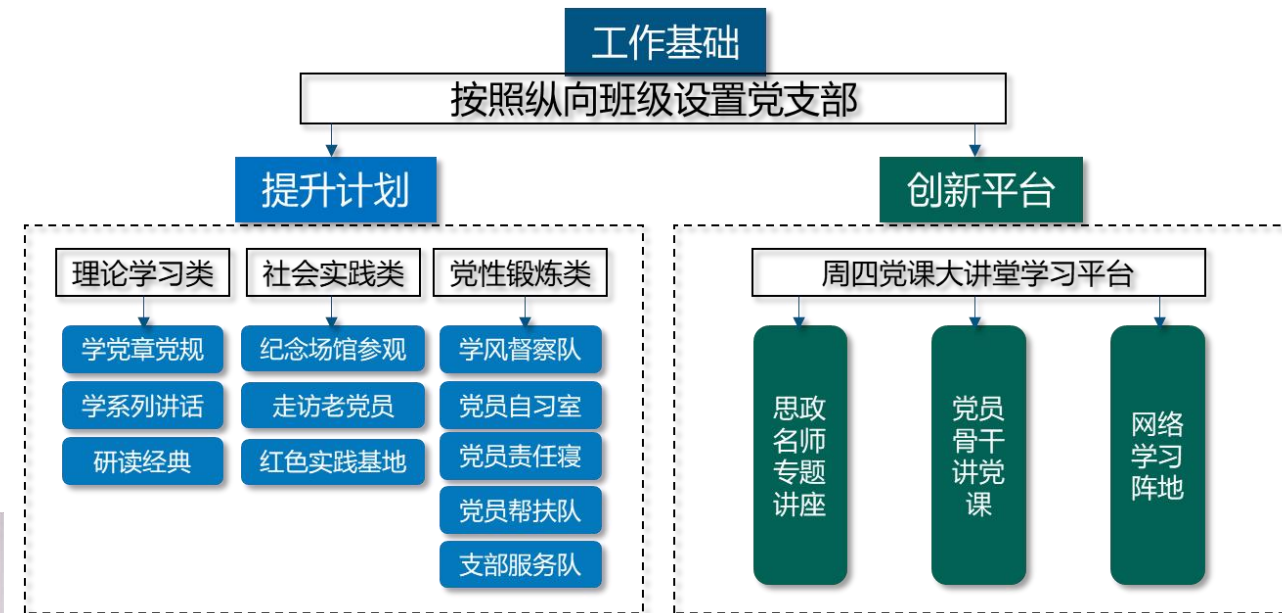 工作基础
按照纵向班级设置党支部
提升计划
创新平台
理论学习类
社会实践类
党性锻炼类
学党章党规
纪念场馆参观
学风督察队
学系列讲话
走访老党员
党员自习室
研读经典
红色实践基地
党员责任寝
党员帮扶队
支部服务队
周四党课大讲堂学习平台
思政
名师
专题
讲座
党员
骨干
讲党
课
网络
学习
阵地